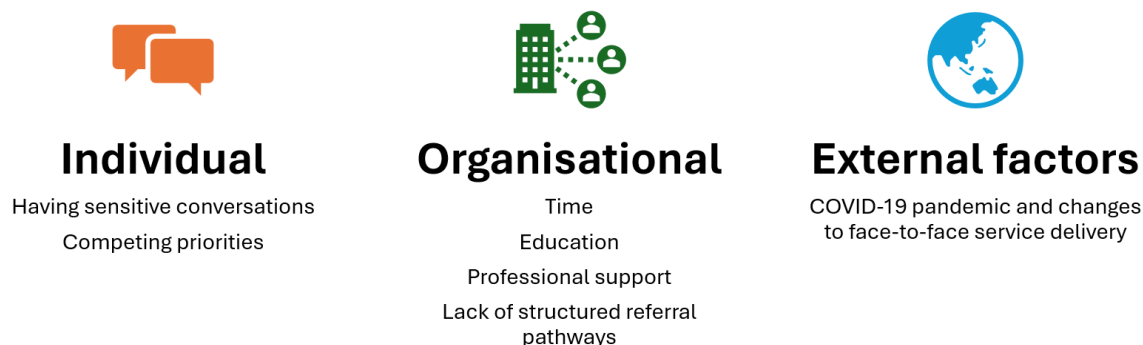 Individual
Having sensitive conversations
Competing priorities
Organisational
Time
Education
Professional support
Lack of structured referral
pathways
External factors
COVID-19 pandemic and changes
to face-to-face service delivery